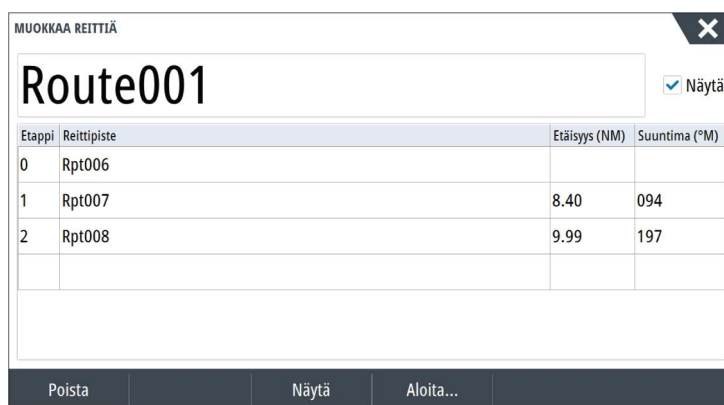 MUOKKAA REITTIÄ
Route001
Näytä
Etappi Reittipiste Etäisyys (NM) Suuntima (°M)
0 Rpt006
1 Rpt007 8.40 094
2 Rpt008 9.99 197
Poista Näytä Aloita...